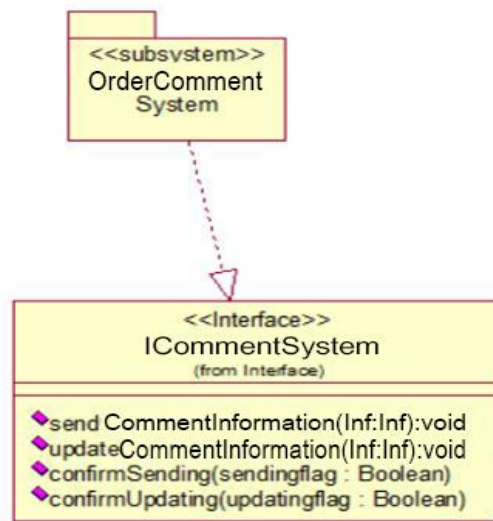 <<subsystem>>
OrderComment
System
<<Interface>>
ICommentSystem
(from Interface)
send CommentInformation(Inf:Inf):void
updateCommentInformation(Inf:Inf):void
confirmSending(sendingflag : Boolean)
confirmUpdating(updatingflag : Boolean)